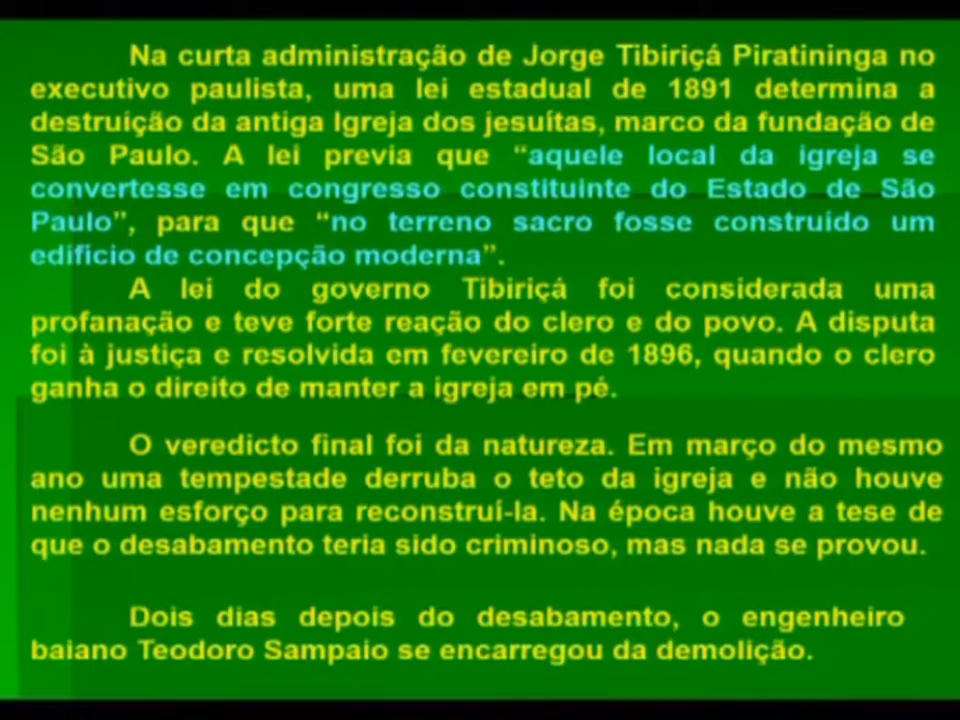 Na curta administração de Jorge Tibiriçá Piratininga no
executivo paulista, uma lei estadual de 1891 determina a
destruição da antiga Igreja dos jesuítas, marco da fundação de
São Paulo. A lei previa que “aquele local da igreja se
convertesse em congresso constituinte do Estado de São
Paulo”, para que “no terreno sacro fosse construído um
edifício de concepção moderna”.
A lei do governo Tibiriçá foi considerada uma
profanação e teve forte reação do clero e do povo. A disputa
foi à justiça e resolvida em fevereiro de 1896, quando o clero
ganha o direito de manter a igreja em pé.
O veredicto final foi da natureza. Em março do mesmo
ano uma tempestade derruba o teto da igreja e não houve
nenhum esforço para reconstruí-la. Na época houve a tese de
que o desabamento teria sido criminoso, mas nada se provou.
Dois dias depois do desabamento, o engenheiro
baiano Teodoro Sampaio se encarregou da demolição.